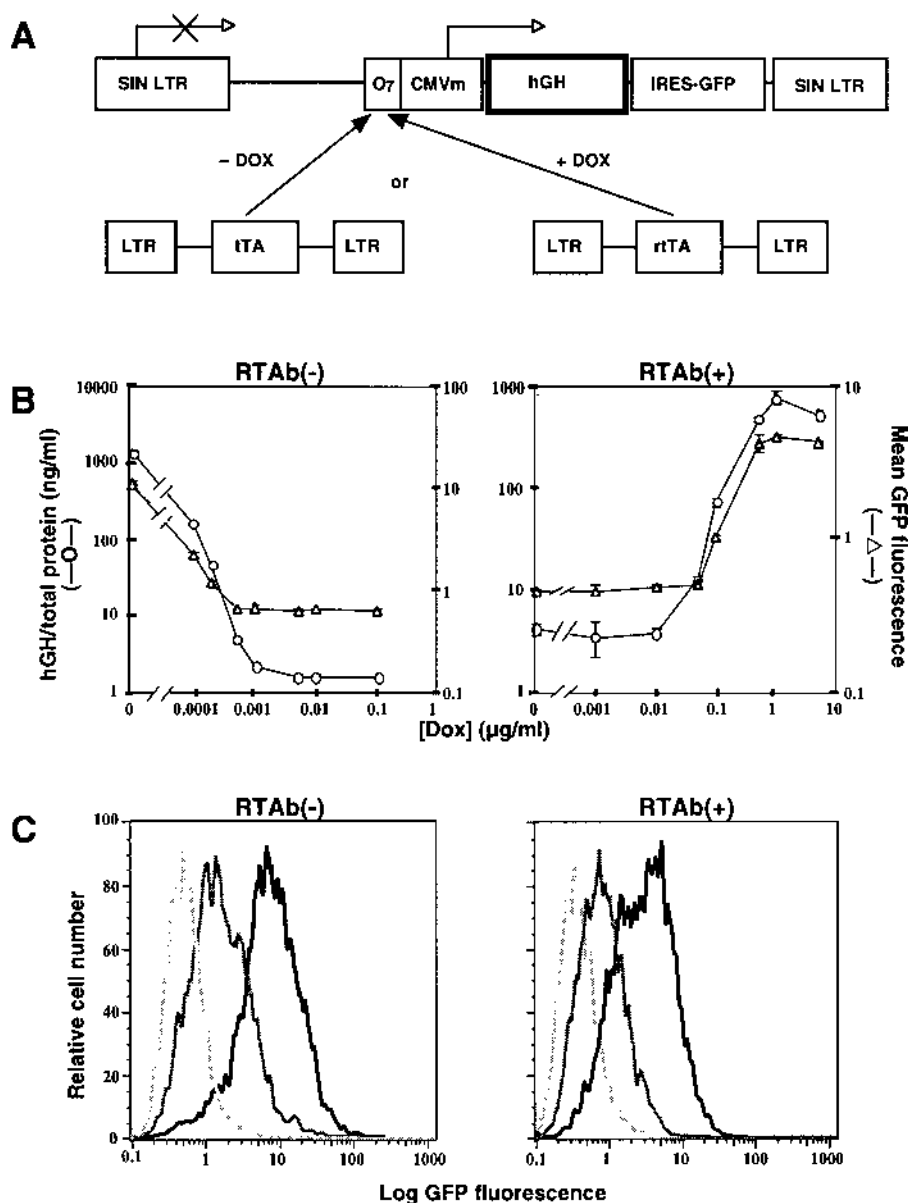 A
SIN LTR
O7
CMVm
hGH
IRES-GFP
SIN LTR
– DOX
or
+ DOX
LTR
tTA
LTR
LTR
rtTA
LTR
B
RTAb(-)
RTAb(+)
hGH/total protein (ng/ml)
(—O—)
10000
1000
100
10
1
100
10
1
0.1
0
0.0001
0.001
0.01
0.1
1
1000
100
10
1
10
1
0.1
0
0.001
0.01
0.1
1
10
Mean GFP fluorescence
(—△—)
[Dox] (µg/ml)
C
RTAb(-)
RTAb(+)
Relative cell number
100
80
60
40
20
0
0.1
1
10
100
1000
0.1
1
10
100
1000
Log GFP fluorescence